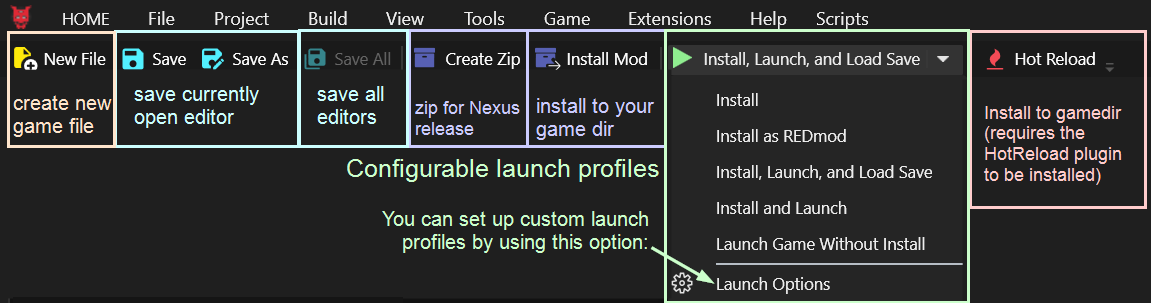 HOME File Project Build View Tools Game Extensions Help Scripts
New File Save Save As Save All Create Zip Install Mod Install, Launch, and Load Save Hot Reload
create new
game file
save currently
open editor
save all
editors
zip for Nexus
release
install to your
game dir
Install
Install as REDmod
Install, Launch, and Load Save
Install and Launch
Launch Game Without Install
Launch Options
Install to gamedir
(requires the
HotReload plugin
to be installed)
Configurable launch profiles
You can set up custom launch
profiles by using this option: